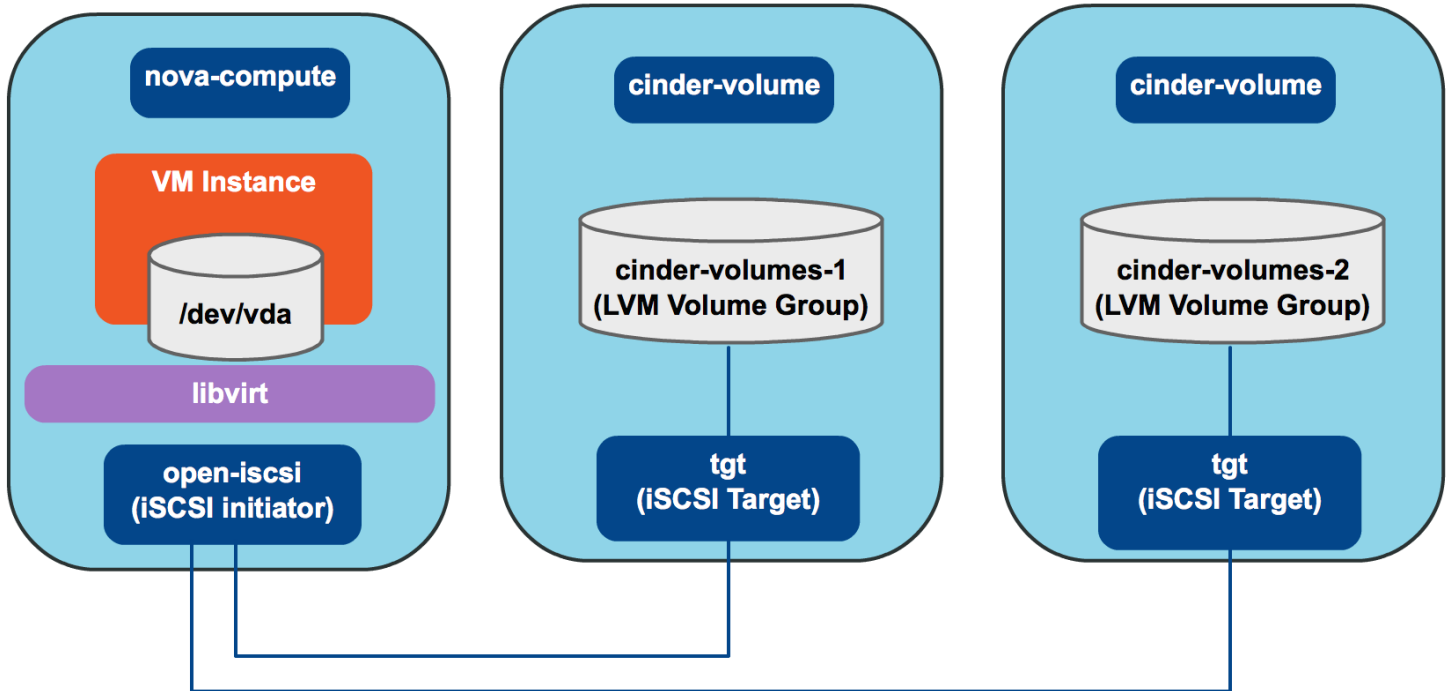 nova-compute
VM Instance
/dev/vda
libvirt
open-iscsi
(iSCSI initiator)
cinder-volume
cinder-volumes-1
(LVM Volume Group)
tgt
(iSCSI Target)
cinder-volume
cinder-volumes-2
(LVM Volume Group)
tgt
(iSCSI Target)